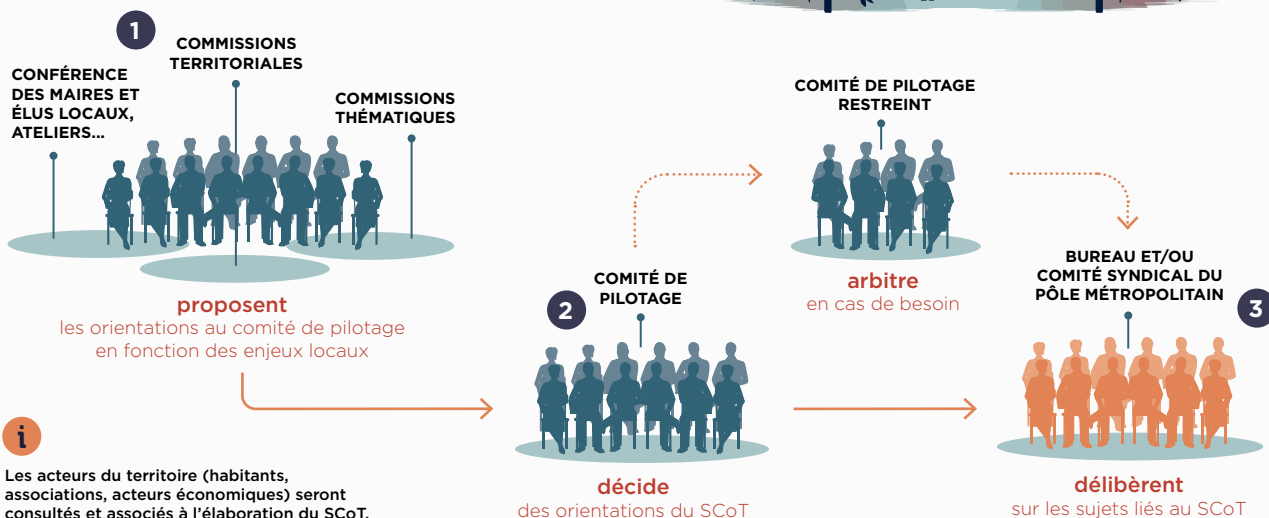 1
COMMISSIONS
TERRITORIALES
CONFÉRENCE
DES MAIRES ET
ÉLUS LOCAUX,
ATELIERS...
COMMISSIONS
THÉMATIQUES
proposent
les orientations au comité de pilotage
en fonction des enjeux locaux
2
COMITÉ DE
PILOTAGE
décide
des orientations du SCoT
COMITÉ DE PILOTAGE
RESTREINT
arbitre
en cas de besoin
3
BUREAU ET/OU
COMITÉ SYNDICAL DU
PÔLE MÉTROPOLITAIN
délibèrent
sur les sujets liés au SCoT
i
Les acteurs du territoire (habitants,
associations, acteurs économiques) seront
consultés et associés à l'élaboration du SCoT.